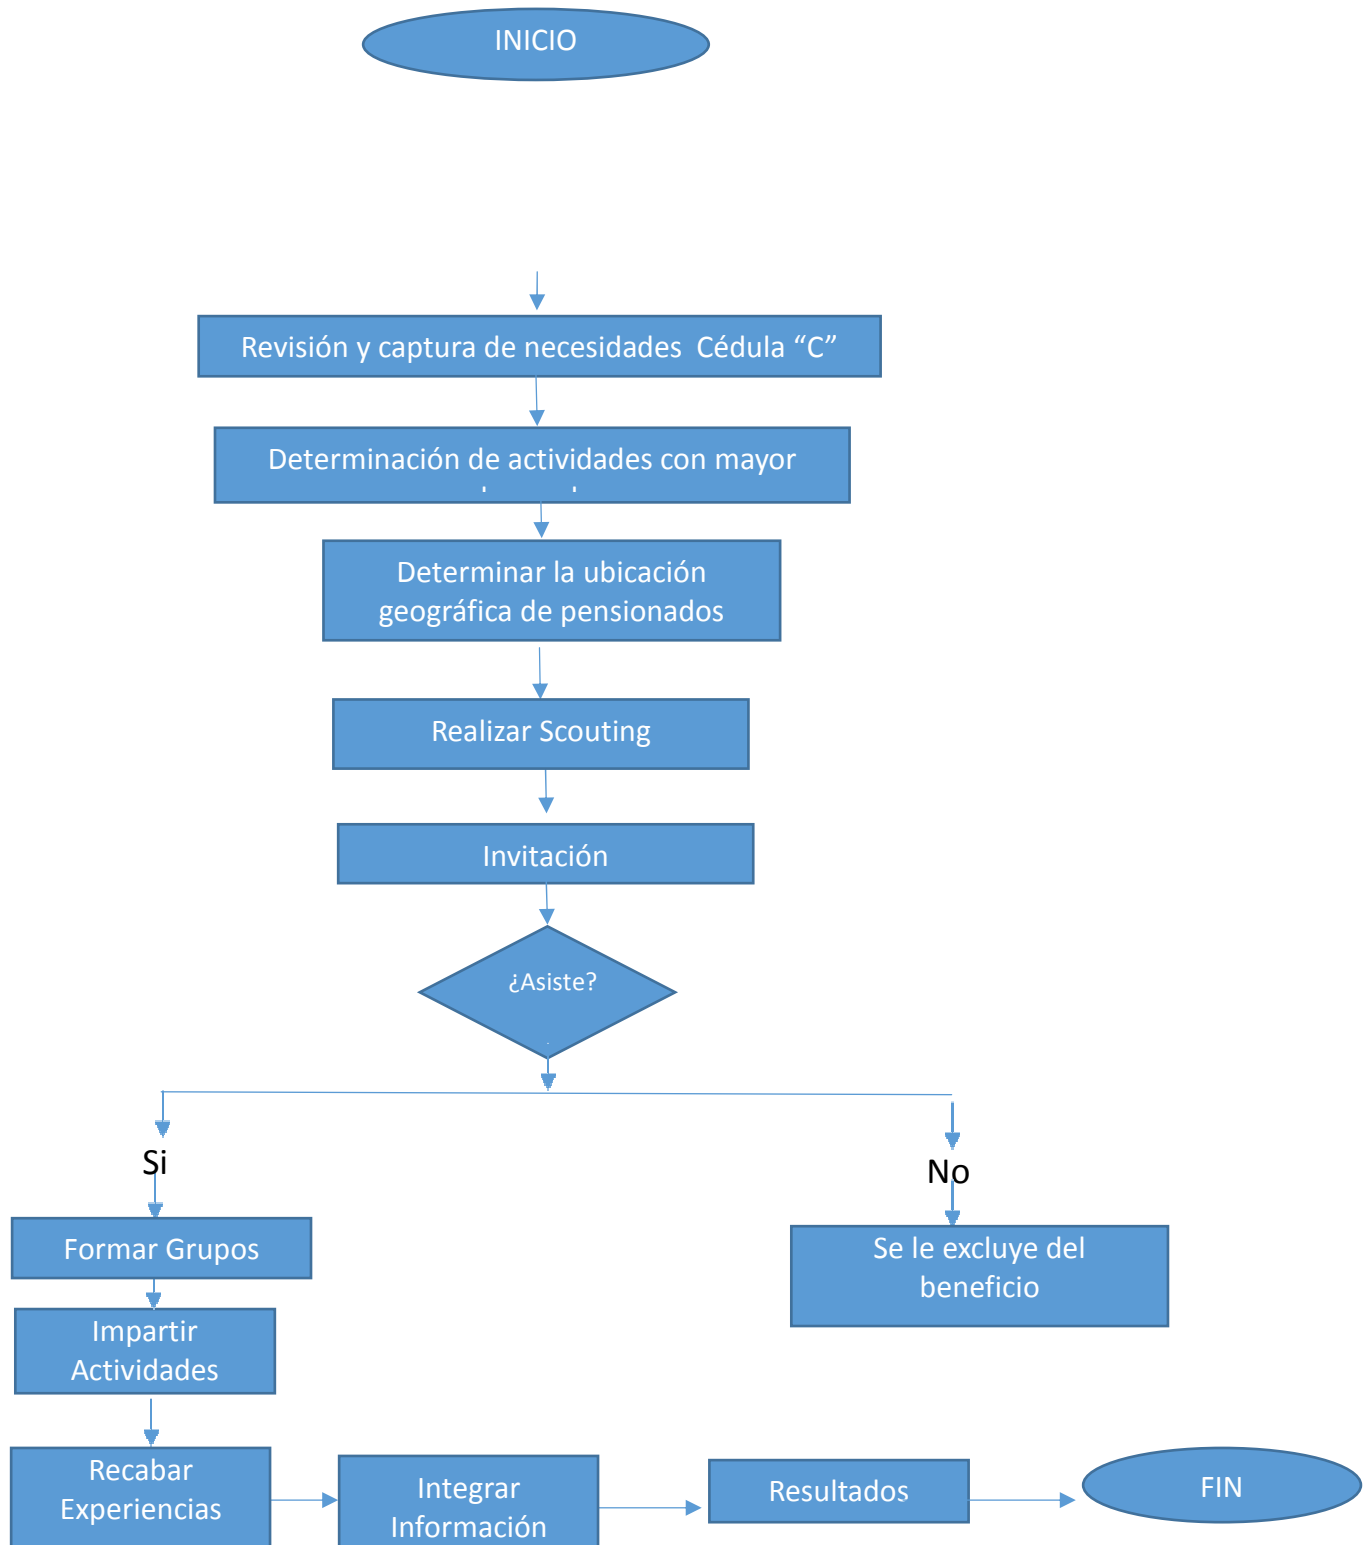 INICIO
Revisión y captura de necesidades Cédula “C”
Determinación de actividades con mayor
Determinar la ubicación
geográfica de pensionados
Realizar Scouting
Invitación
¿Asiste?
Si
No
Formar Grupos
Se le excluye del
beneficio
Impartir
Actividades
Recabar
Experiencias
Integrar
Información
Resultados
FIN